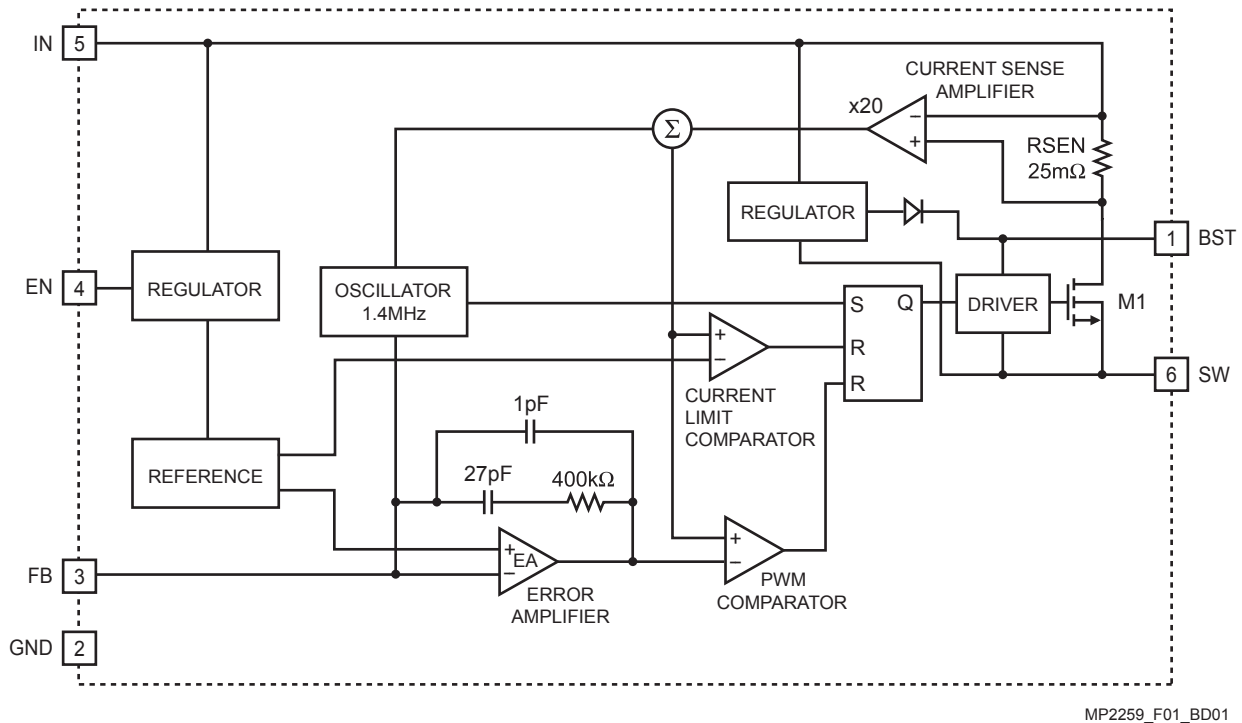 IN 5
CURRENT SENSE
AMPLIFIER
x20
−
+
Σ
RSEN
25mΩ
REGULATOR
1 BST
EN 4
REGULATOR
OSCILLATOR
1.4MHz
S
Q
DRIVER
M1
+
−
R
R
6 SW
CURRENT
LIMIT
COMPARATOR
1pF
REFERENCE
27pF
400kΩ
+
−
EA
+
−
FB 3
ERROR
AMPLIFIER
PWM
COMPARATOR
GND 2
MP2259_F01_BD01